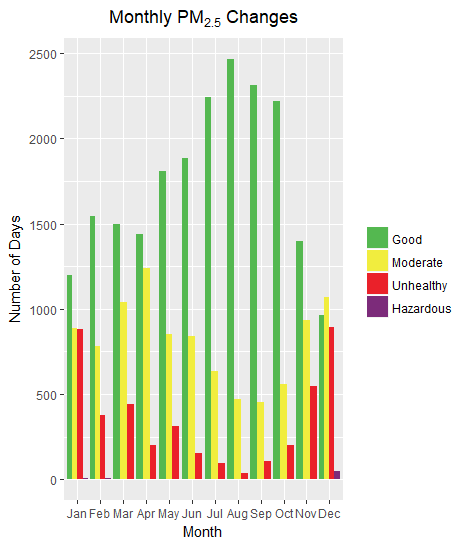 Monthly PM2.5 Changes
2500
2000
1500
1000
500
0
Number of Days
Jan Feb Mar Apr May Jun Jul Aug Sep Oct Nov Dec
Month
Good
Moderate
Unhealthy
Hazardous